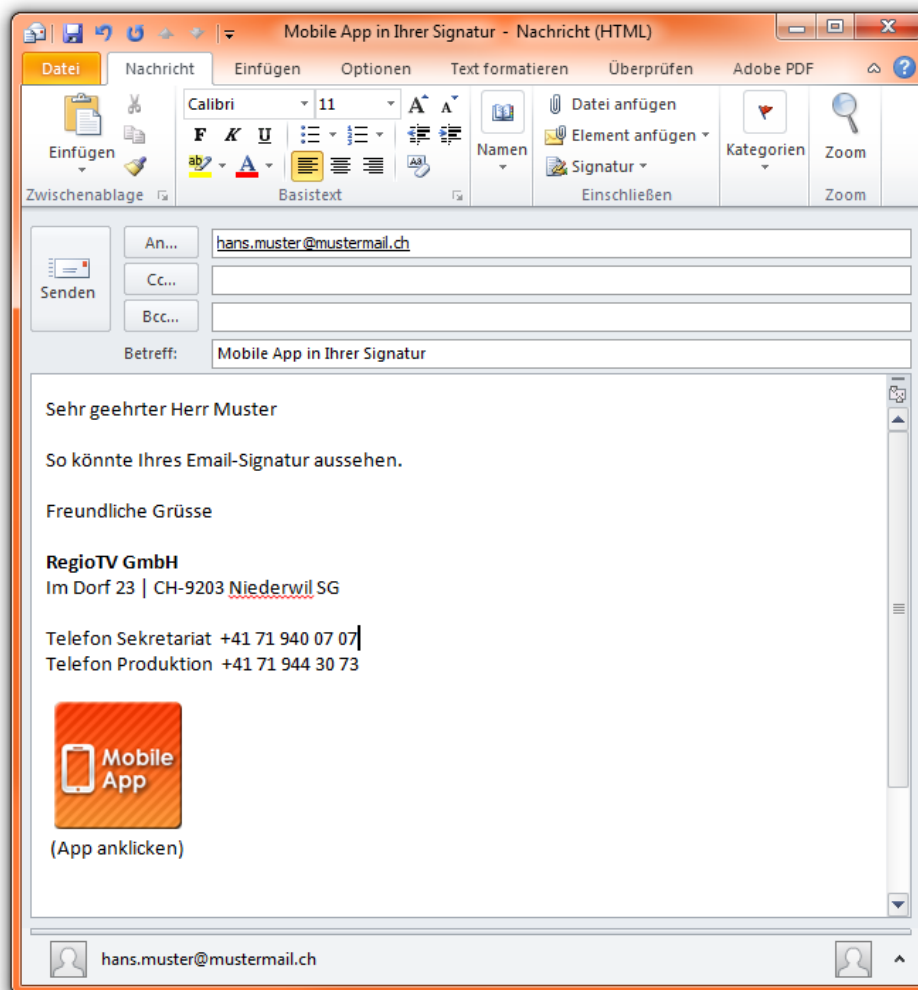 Mobile App in Ihrer Signatur - Nachricht (HTML)
Datei Nachricht Einfügen Optionen Text formatieren Überprüfen Adobe PDF
Calibri 11
Datei anfügen
F K U
Element anfügen
Einfügen
Namen
Kategorien
Zoom
ab A
Aa
Signatur
Zwischenablage Basistext Einschließen Zoom
An... hans.muster@mustermail.ch
Cc...
Senden
Bcc...
Betreff: Mobile App in Ihrer Signatur
Sehr geehrter Herr Muster
So könnte Ihres Email-Signatur aussehen.
Freundliche Grüsse
RegioTV GmbH
Im Dorf 23 | CH-9203 Niederwil SG
Telefon Sekretariat +41 71 940 07 07
Telefon Produktion +41 71 944 30 73
Mobile
App
(App anklicken)
hans.muster@mustermail.ch